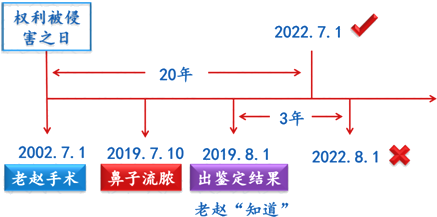 权利被侵
害之日
2022.7.1
20年
3年
2002.7.1
2019.7.10
2019.8.1
2022.8.1
老赵手术
鼻子流脓
出鉴定结果
老赵“知道”